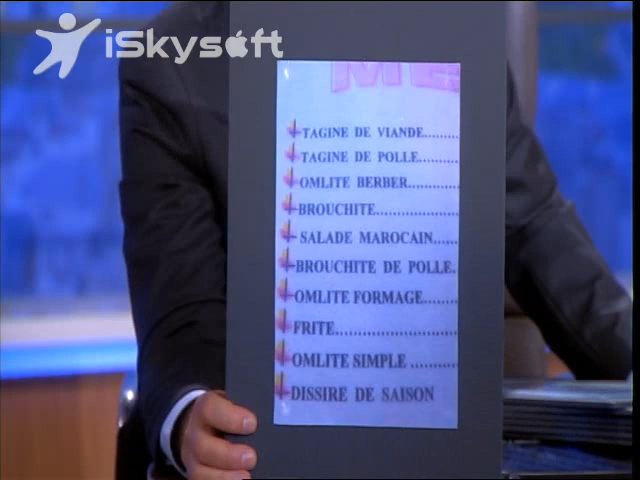 iSkysoft
ME
TAGINE DE VIANDE......
TAGINE DE POLLE......
OMLITE BERBER..........
BROUCHITE................
SALADE MAROCAIN......
BROUCHITE DE POLLE.
OMLITE FORMAGE.......
FRITE.......................
OMLITE SIMPLE ..........
DISSIRE DE SAISON